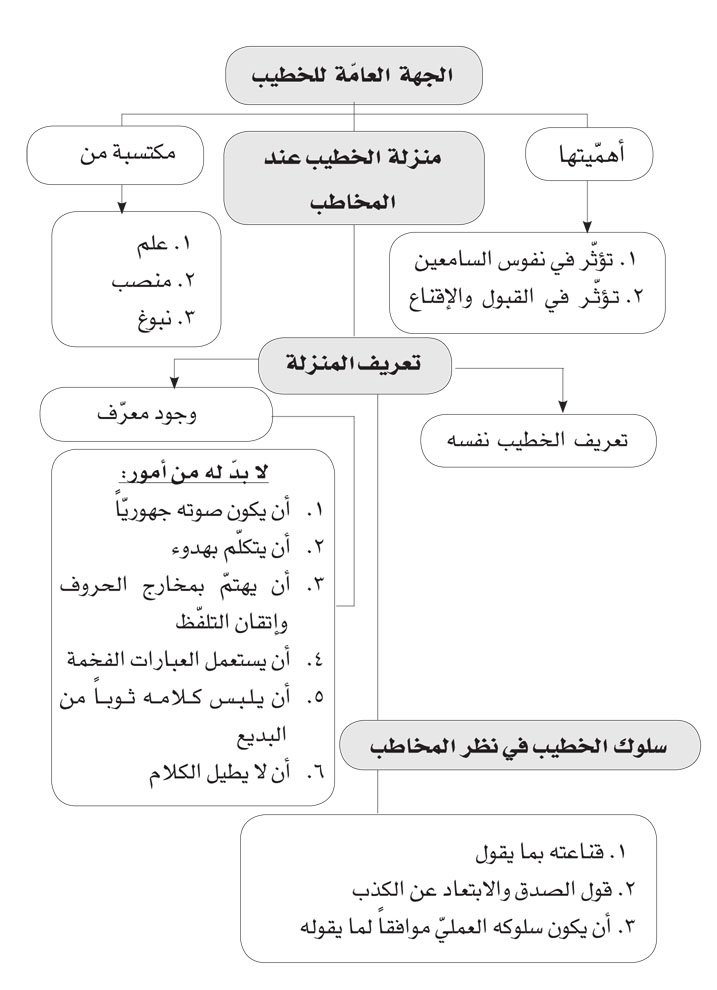 الجهة العامّة للخطيب
أهمّيتها
منزلة الخطيب عند
المخاطب
مكتسبة من
١. تؤثّر في نفوس السامعين
٢. تؤثّر في القبول والإقناع
١. علم
٢. منصب
٣. نبوغ
تعريف المنزلة
تعريف الخطيب نفسه
وجود معرّف
لا بدّ له من أمور:
١. أن يكون صوته جهوريّاً
٢. أن يتكلّم بهدوء
٣. أن يهتمّ بمخارج الحروف
وإتقان التلفّظ
٤. أن يستعمل العبارات الفخمة
٥. أن يلبس كلامه ثوباً من
البديع
٦. أن لا يطيل الكلام
سلوك الخطيب في نظر المخاطب
١. قناعته بما يقول
٢. قول الصدق والابتعاد عن الكذب
٣. أن يكون سلوكه العمليّ موافقاً لما يقوله